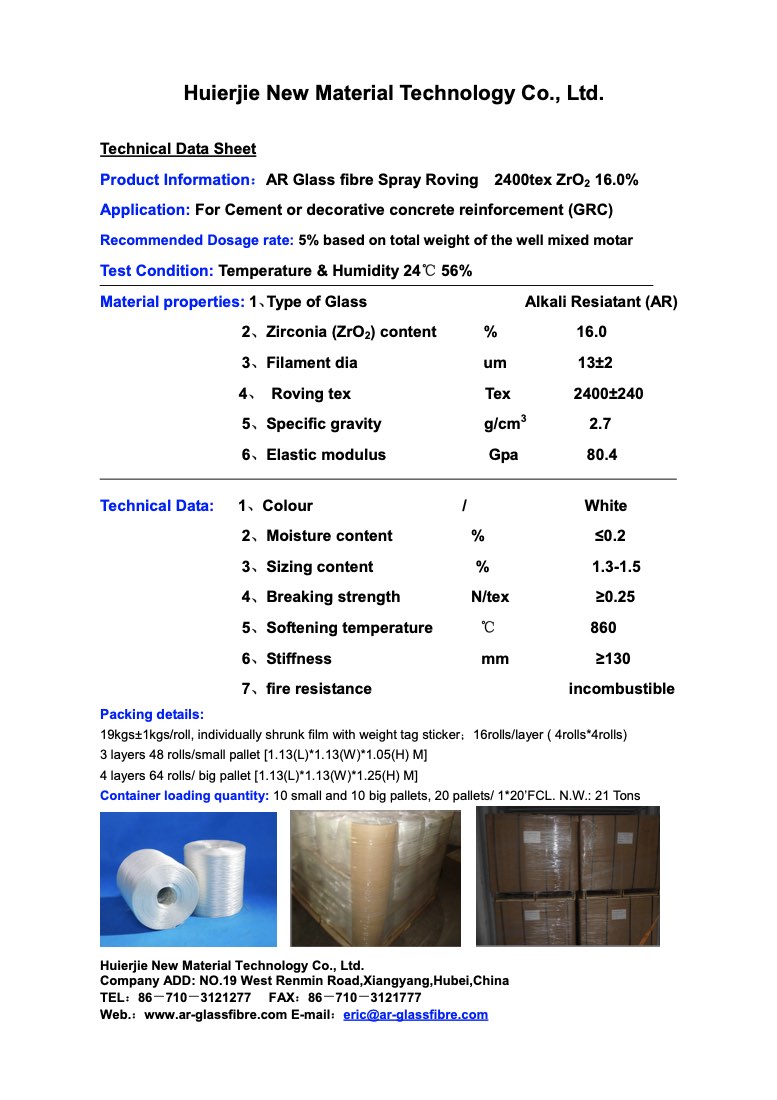 Huierjie New Material Technology Co., Ltd.
Technical Data Sheet
Product Information： AR Glass fibre Spray Roving 2400tex ZrO₂ 16.0%
Application: For Cement or decorative concrete reinforcement (GRC)
Recommended Dosage rate: 5% based on total weight of the well mixed motar
Test Condition: Temperature & Humidity 24℃ 56%
Material properties: 1、Type of Glass Alkali Resiatant (AR)
2、Zirconia (ZrO₂) content % 16.0
3、Filament dia um 13±2
4、 Roving tex Tex 2400±240
5、Specific gravity g/cm³ 2.7
6、Elastic modulus Gpa 80.4
Technical Data: 1、Colour / White
2、Moisture content % ≤0.2
3、Sizing content % 1.3-1.5
4、Breaking strength N/tex ≥0.25
5、Softening temperature ℃ 860
6、Stiffness mm ≥130
7、fire resistance incombustible
Packing details:
19kgs±1kgs/roll, individually shrunk film with weight tag sticker；16rolls/layer ( 4rolls*4rolls)
3 layers 48 rolls/small pallet [1.13(L)*1.13(W)*1.05(H) M]
4 layers 64 rolls/ big pallet [1.13(L)*1.13(W)*1.25(H) M]
Container loading quantity: 10 small and 10 big pallets, 20 pallets/ 1*20'FCL. N.W.: 21 Tons
Huierjie New Material Technology Co., Ltd.
Company ADD: NO.19 West Renmin Road,Xiangyang,Hubei,China
TEL：86－710－3121277 FAX：86－710－3121777
Web.：www.ar-glassfibre.com E-mail：eric@ar-glassfibre.com